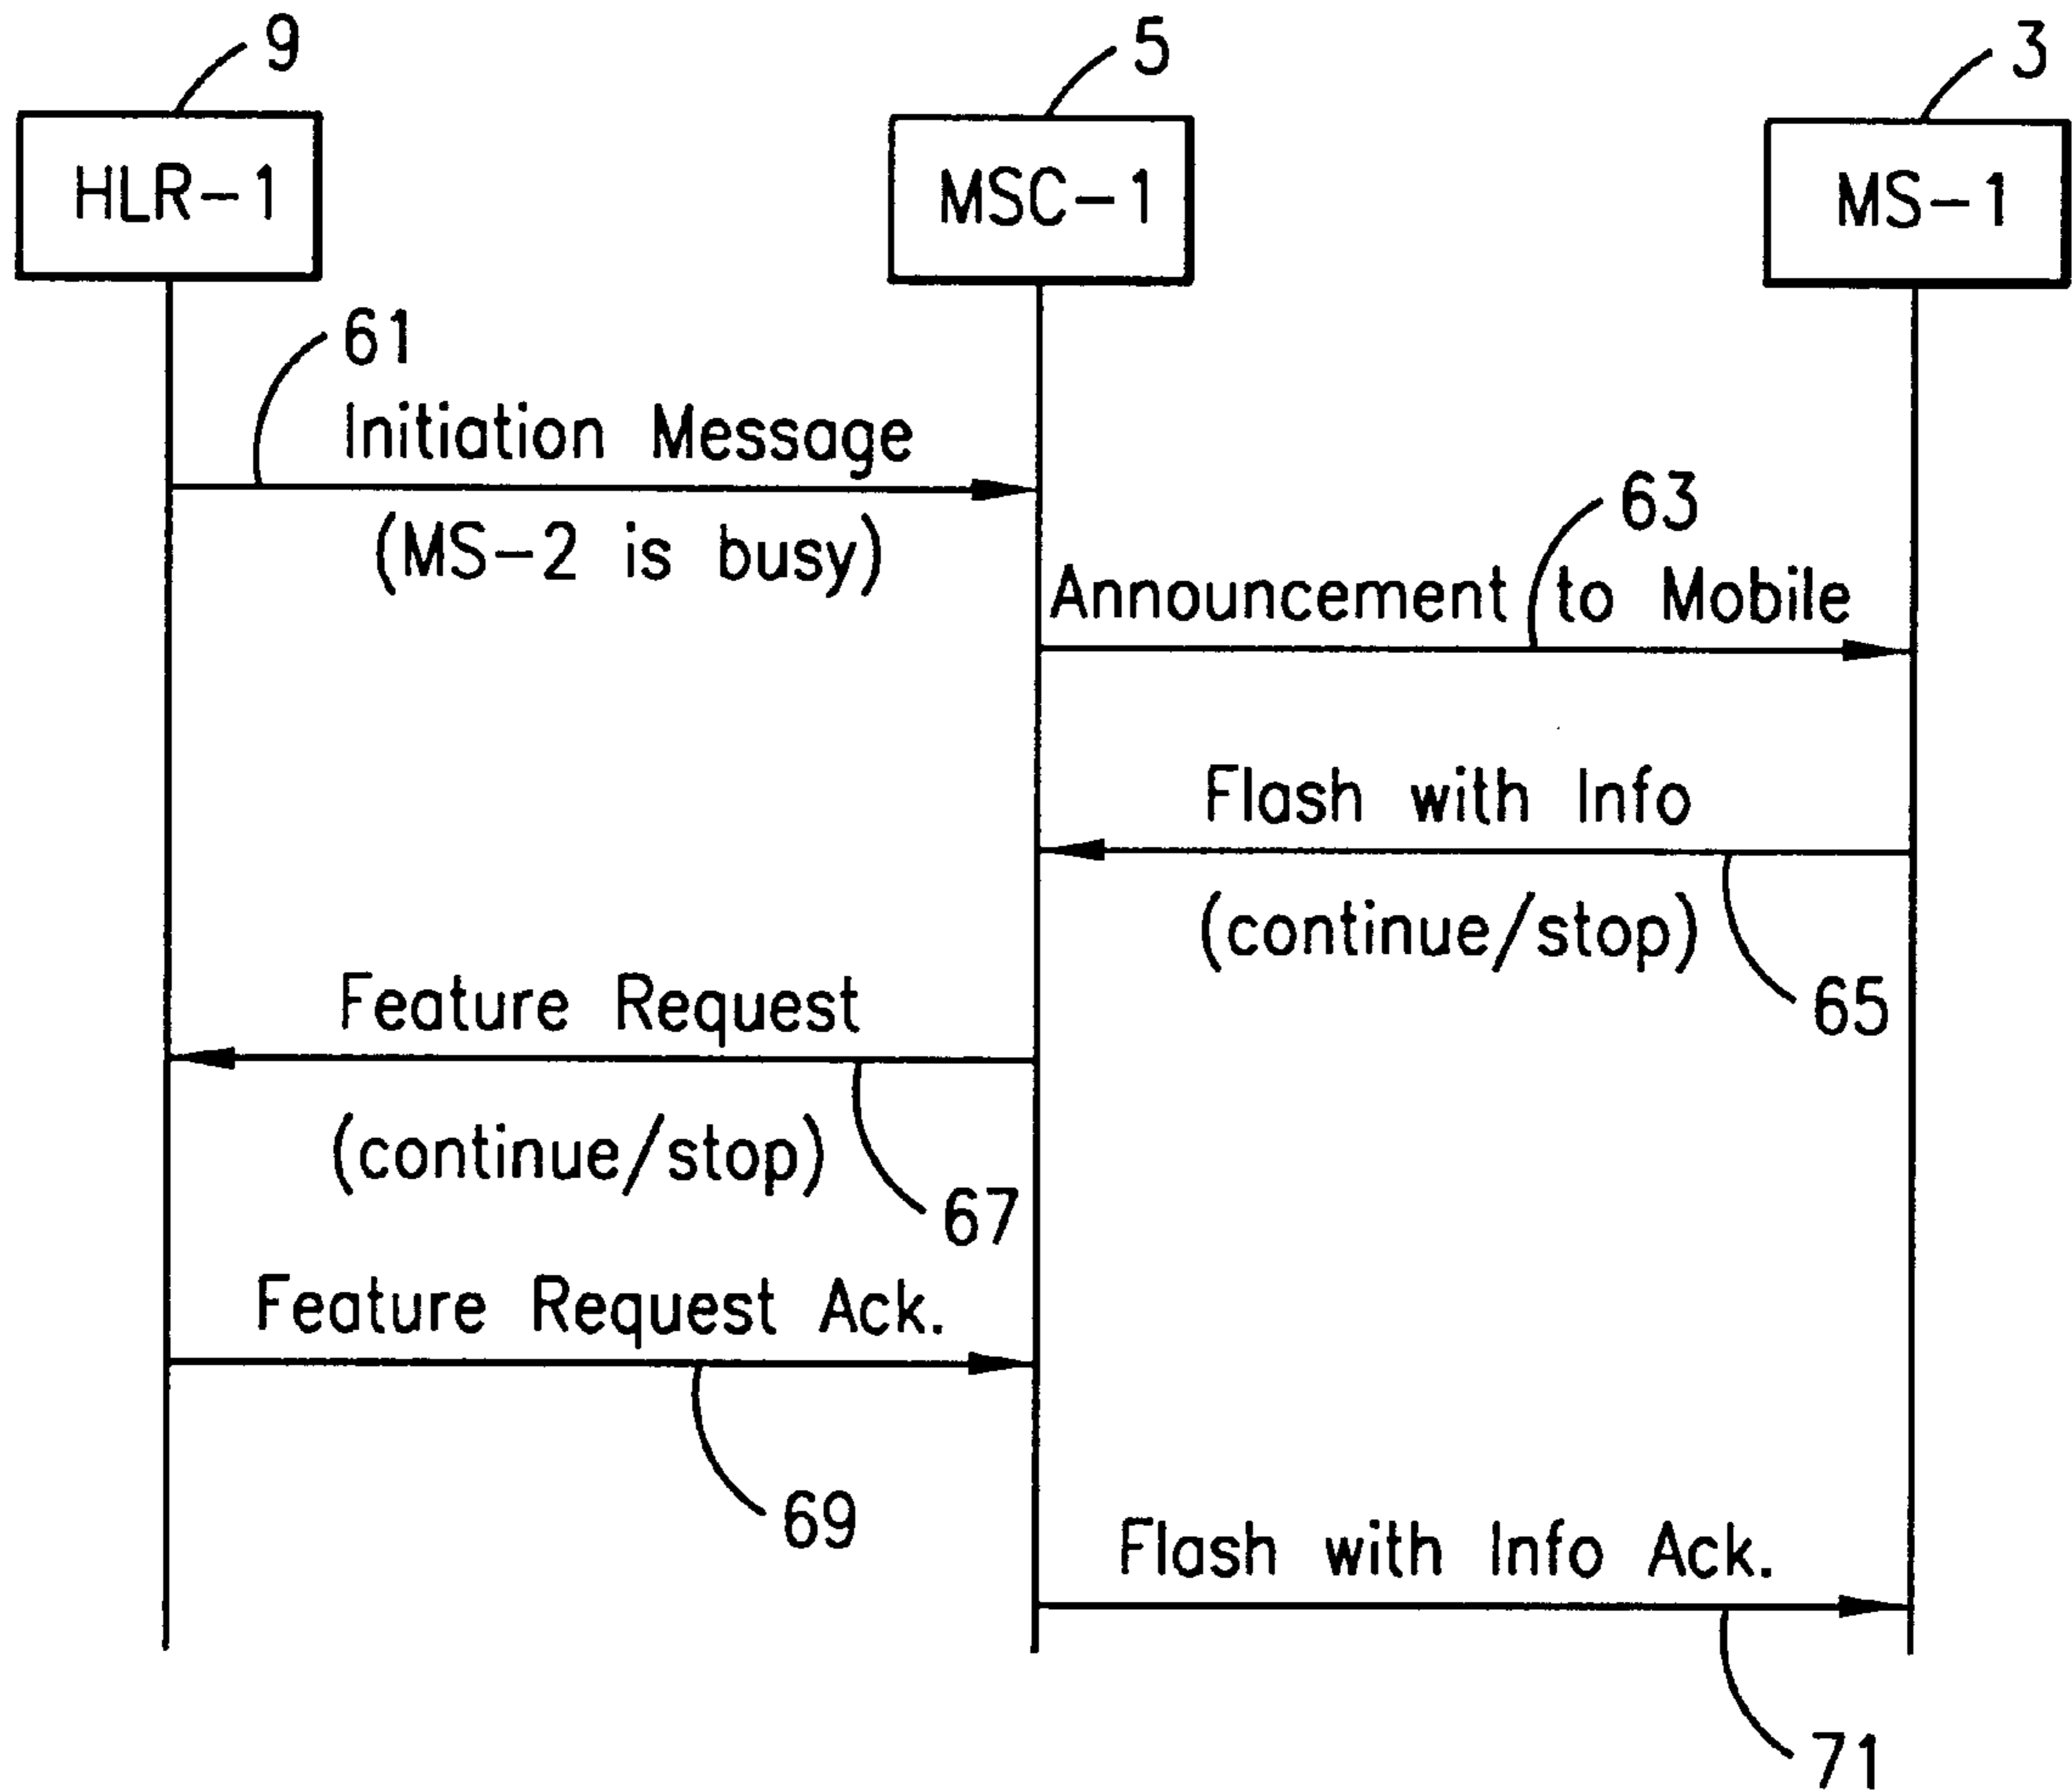 9
5
3
HLR-1
MSC-1
MS-1
61
Initiation Message
(MS-2 is busy)
63
Announcement to Mobile
Flash with Info
(continue/stop)
65
Feature Request
(continue/stop)
67
Feature Request Ack.
69
Flash with Info Ack.
71